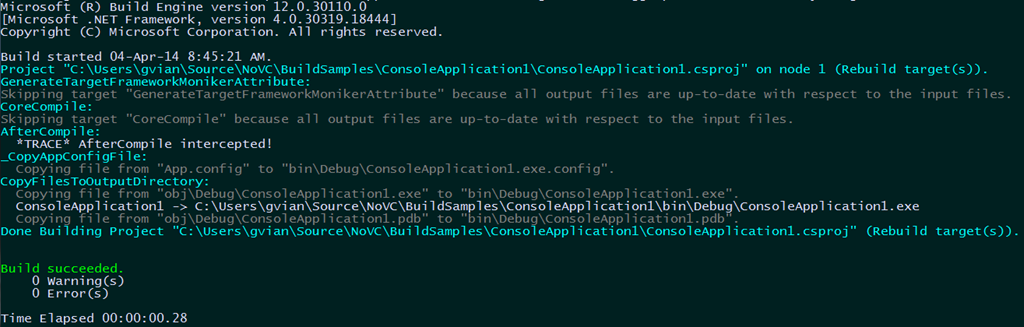 Microsoft (R) Build Engine version 12.0.30110.0
[Microsoft .NET Framework, version 4.0.30319.18444]
Copyright (C) Microsoft Corporation. All rights reserved.
Build started 04-Apr-14 8:45:21 AM.
Project "C:\Users\gvian\Source\NoVC\BuildSamples\ConsoleApplication1\ConsoleApplication1.csproj" on node 1 (Rebuild target(s)).
GenerateTargetFrameworkMonikerAttribute:
Skipping target "GenerateTargetFrameworkMonikerAttribute" because all output files are up-to-date with respect to the input files.
CoreCompile:
Skipping target "CoreCompile" because all output files are up-to-date with respect to the input files.
AfterCompile:
  *TRACE* AfterCompile intercepted!
_CopyAppConfigFile:
  Copying file from "App.config" to "bin\Debug\ConsoleApplication1.exe.config".
CopyFilesToOutputDirectory:
  Copying file from "obj\Debug\ConsoleApplication1.exe" to "bin\Debug\ConsoleApplication1.exe".
  ConsoleApplication1 -> C:\Users\gvian\Source\NoVC\BuildSamples\ConsoleApplication1\bin\Debug\ConsoleApplication1.exe
  Copying file from "obj\Debug\ConsoleApplication1.pdb" to "bin\Debug\ConsoleApplication1.pdb".
Done Building Project "C:\Users\gvian\Source\NoVC\BuildSamples\ConsoleApplication1\ConsoleApplication1.csproj" (Rebuild target(s)).
Build succeeded.
    0 Warning(s)
    0 Error(s)
Time Elapsed 00:00:00.28